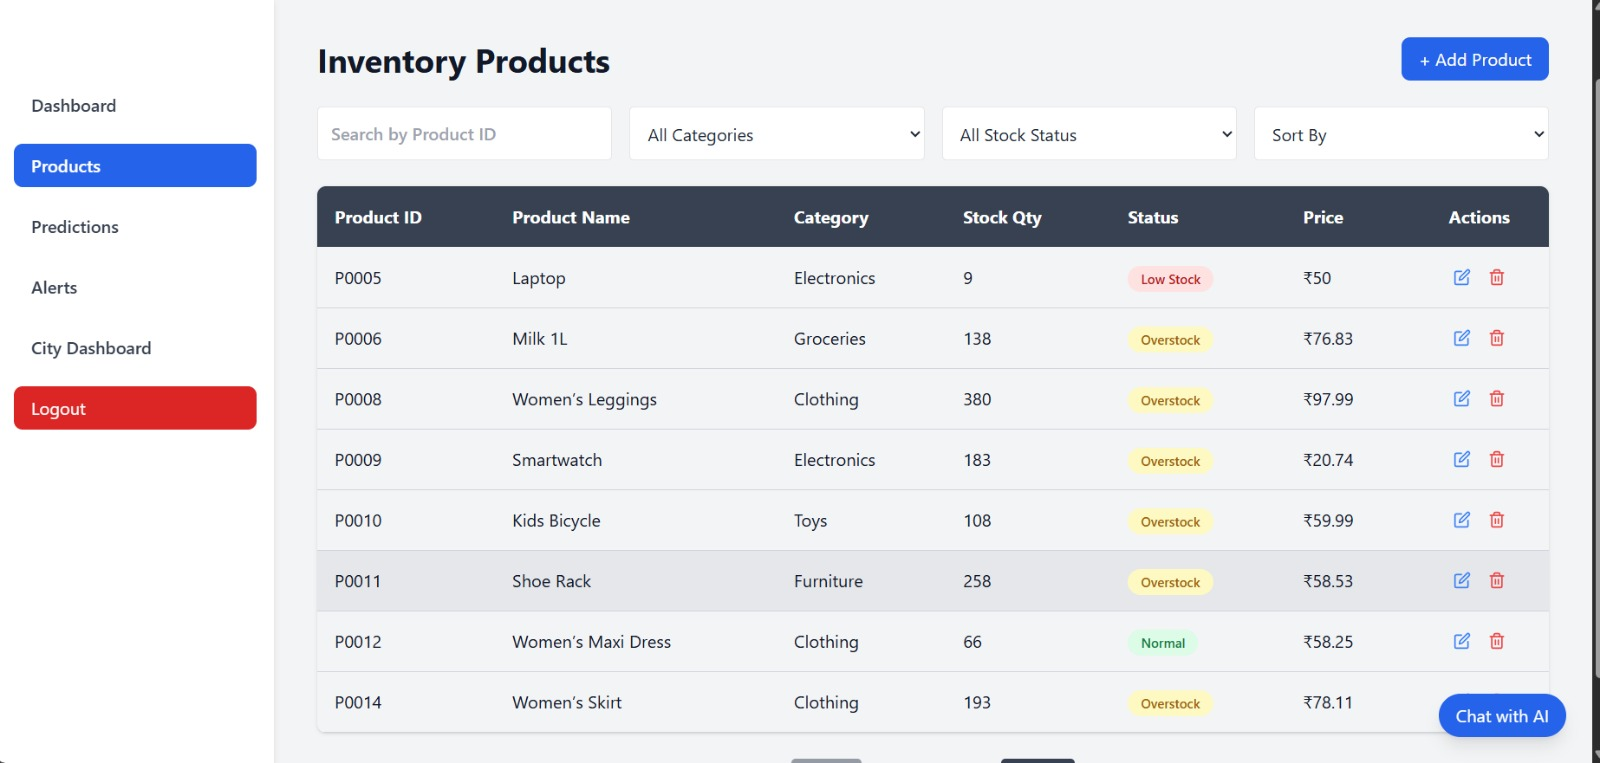 Dashboard
Products
Predictions
Alerts
City Dashboard
Logout
Inventory Products
+ Add Product
Search by Product ID
All Categories
All Stock Status
Sort By
Product ID Product Name Category Stock Qty Status Price Actions
P0005 Laptop Electronics 9 Low Stock ₹50
P0006 Milk 1L Groceries 138 Overstock ₹76.83
P0008 Women’s Leggings Clothing 380 Overstock ₹97.99
P0009 Smartwatch Electronics 183 Overstock ₹20.74
P0010 Kids Bicycle Toys 108 Overstock ₹59.99
P0011 Shoe Rack Furniture 258 Overstock ₹58.53
P0012 Women’s Maxi Dress Clothing 66 Normal ₹58.25
P0014 Women’s Skirt Clothing 193 Overstock ₹78.11
Chat with AI